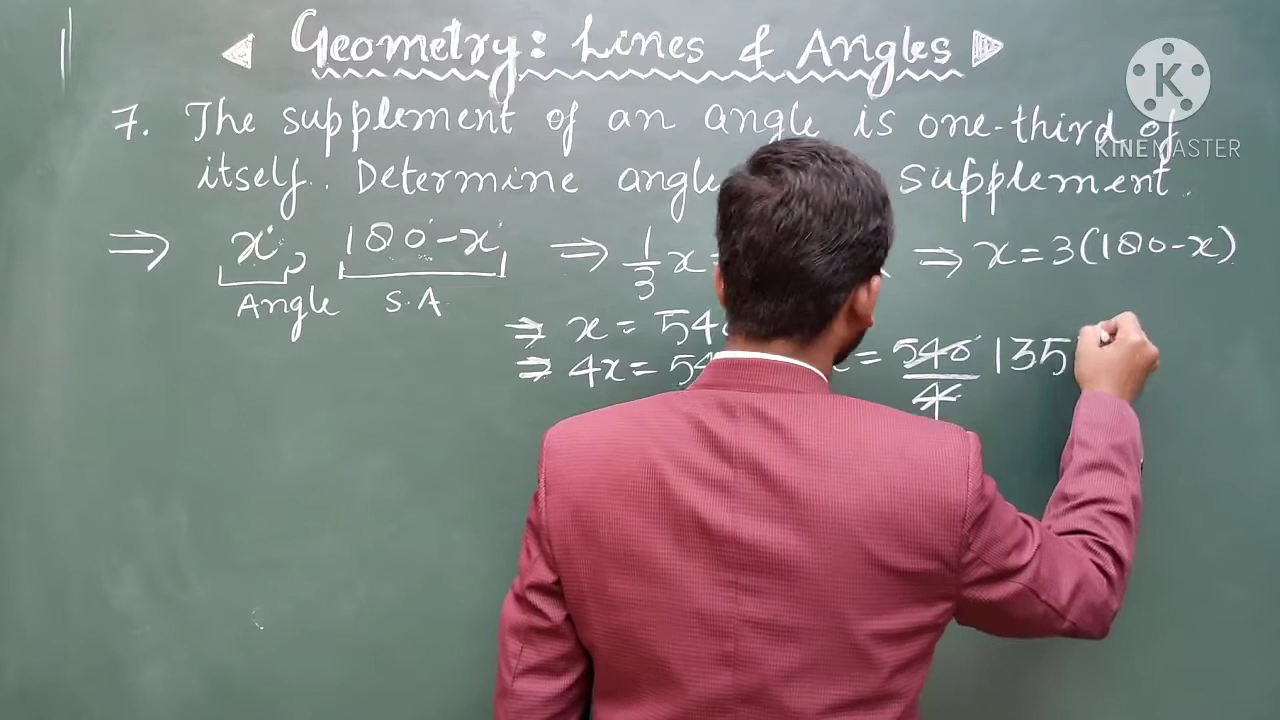 Geometry: Lines & Angles
K
KINEMASTER
7. The supplement of an angle is one-third of
itself. Determine angle supplement.
⇒ x°, 180°-x° ⇒ 1/3 x = ⇒ x = 3(180-x)
Angle S.A
⇒ x = 540
⇒ 4x = 54 = 540°/4 135